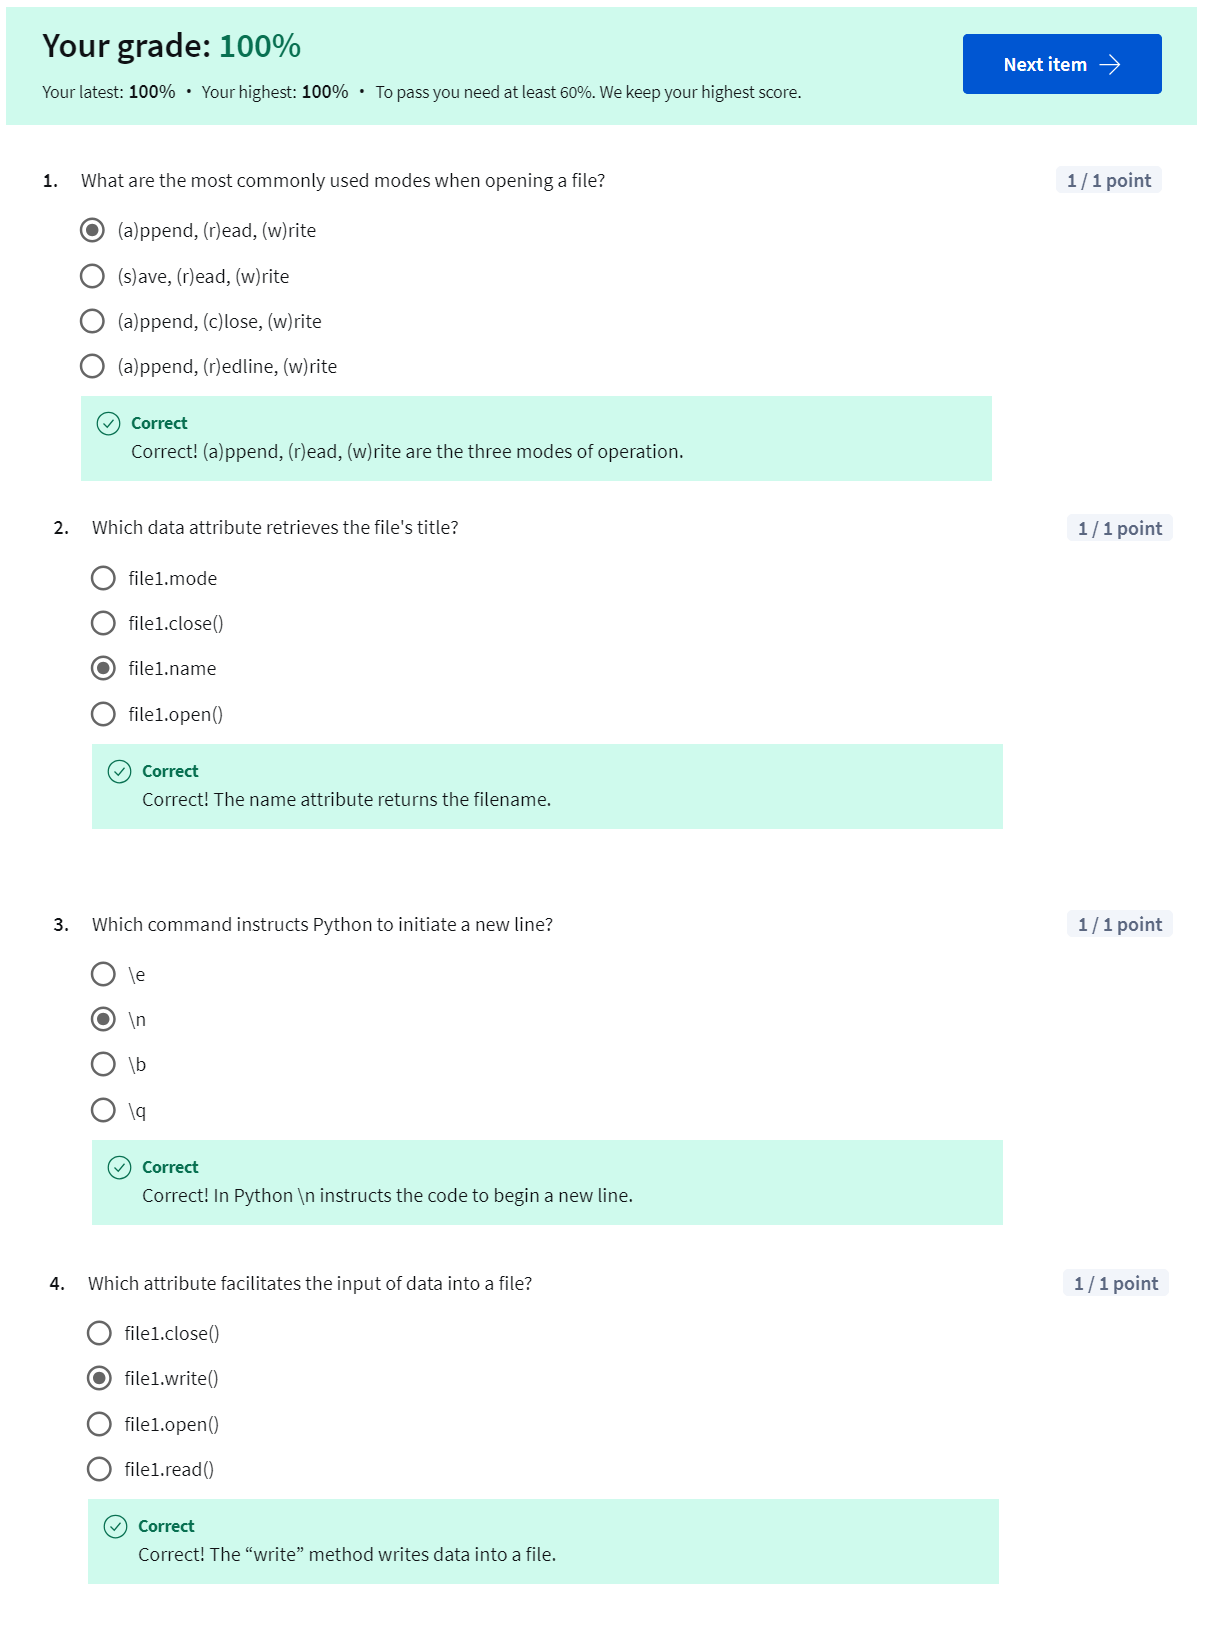 Your grade: 100%
Next item →
Your latest: 100% • Your highest: 100% • To pass you need at least 60%. We keep your highest score.
1. What are the most commonly used modes when opening a file?
1 / 1 point
(a)ppend, (r)ead, (w)rite
(s)ave, (r)ead, (w)rite
(a)ppend, (c)lose, (w)rite
(a)ppend, (r)edline, (w)rite
Correct
Correct! (a)ppend, (r)ead, (w)rite are the three modes of operation.
2. Which data attribute retrieves the file's title?
1 / 1 point
file1.mode
file1.close()
file1.name
file1.open()
Correct
Correct! The name attribute returns the filename.
3. Which command instructs Python to initiate a new line?
1 / 1 point
\e
\n
\b
\q
Correct
Correct! In Python \n instructs the code to begin a new line.
4. Which attribute facilitates the input of data into a file?
1 / 1 point
file1.close()
file1.write()
file1.open()
file1.read()
Correct
Correct! The “write” method writes data into a file.